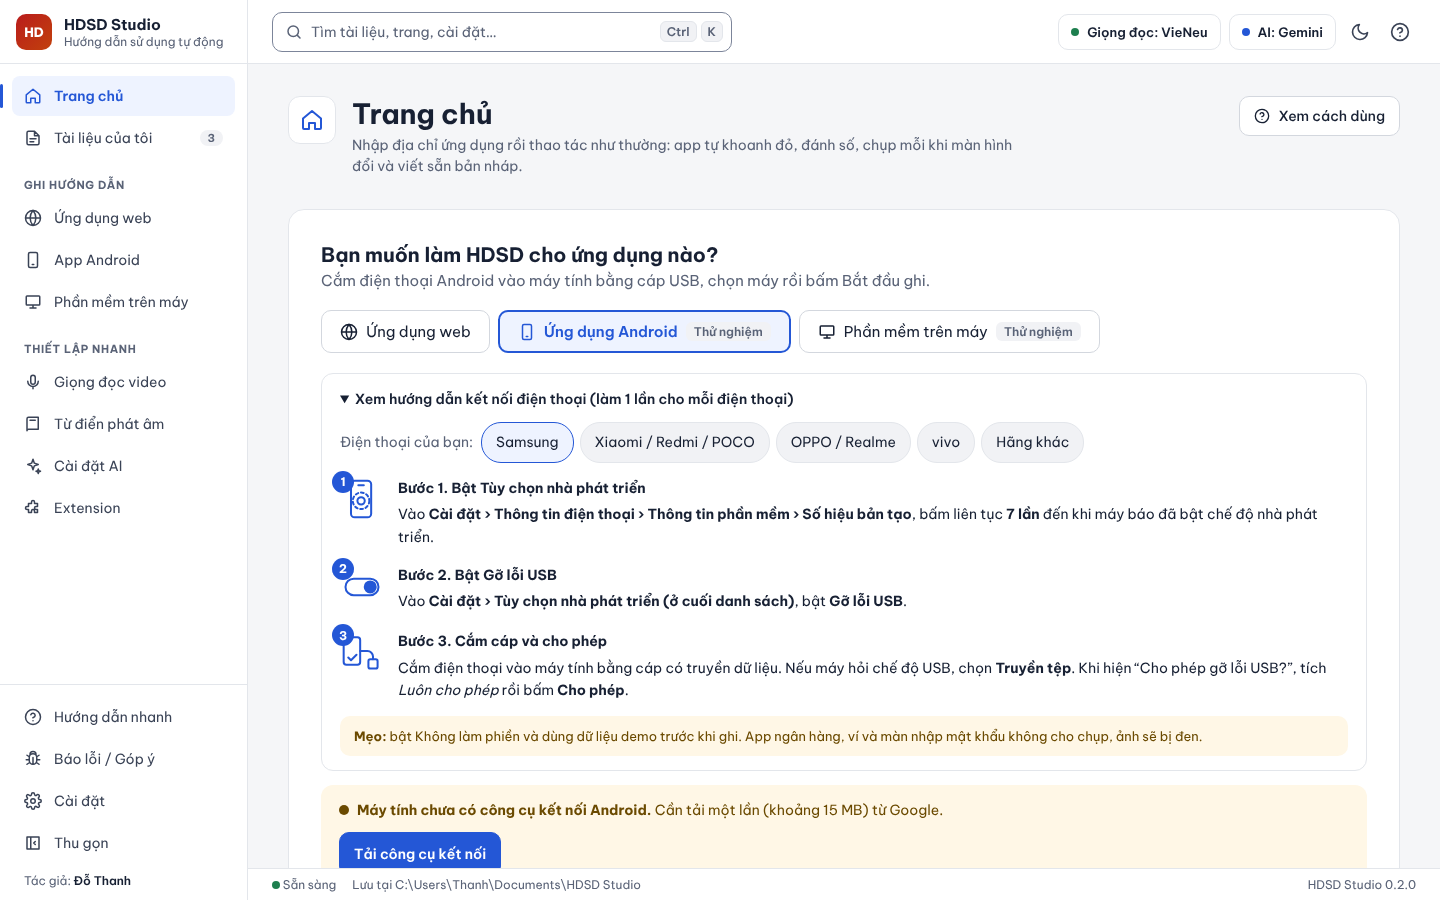 HD
HDSD Studio
Hướng dẫn sử dụng tự động
Tìm tài liệu, trang, cài đặt...
Ctrl
K
Giọng đọc: VieNeu
AI: Gemini
Trang chủ
Tài liệu của tôi
3
GHI HƯỚNG DẪN
Ứng dụng web
App Android
Phần mềm trên máy
THIẾT LẬP NHANH
Giọng đọc video
Từ điển phát âm
Cài đặt AI
Extension
Hướng dẫn nhanh
Báo lỗi / Góp ý
Cài đặt
Thu gọn
Tác giả: Đỗ Thanh
Trang chủ
Nhập địa chỉ ứng dụng rồi thao tác như thường: app tự khoanh đỏ, đánh số, chụp mỗi khi màn hình
đổi và viết sẵn bản nháp.
Xem cách dùng
Bạn muốn làm HDSD cho ứng dụng nào?
Cắm điện thoại Android vào máy tính bằng cáp USB, chọn máy rồi bấm Bắt đầu ghi.
Ứng dụng web
Ứng dụng Android
Thử nghiệm
Phần mềm trên máy
Thử nghiệm
Xem hướng dẫn kết nối điện thoại (làm 1 lần cho mỗi điện thoại)
Điện thoại của bạn:
Samsung
Xiaomi / Redmi / POCO
OPPO / Realme
vivo
Hãng khác
1
Bước 1. Bật Tùy chọn nhà phát triển
Vào Cài đặt › Thông tin điện thoại › Thông tin phần mềm › Số hiệu bản tạo, bấm liên tục 7 lần đến khi máy báo đã bật chế độ nhà phát
triển.
2
Bước 2. Bật Gỡ lỗi USB
Vào Cài đặt › Tùy chọn nhà phát triển (ở cuối danh sách), bật Gỡ lỗi USB.
3
Bước 3. Cắm cáp và cho phép
Cắm điện thoại vào máy tính bằng cáp có truyền dữ liệu. Nếu máy hỏi chế độ USB, chọn Truyền tệp. Khi hiện “Cho phép gỡ lỗi USB?”, tích
Luôn cho phép rồi bấm Cho phép.
Mẹo: bật Không làm phiền và dùng dữ liệu demo trước khi ghi. App ngân hàng, ví và màn nhập mật khẩu không cho chụp, ảnh sẽ bị đen.
Máy tính chưa có công cụ kết nối Android. Cần tải một lần (khoảng 15 MB) từ Google.
Tải công cụ kết nối
Sẵn sàng
Lưu tại C:\Users\Thanh\Documents\HDSD Studio
HDSD Studio 0.2.0